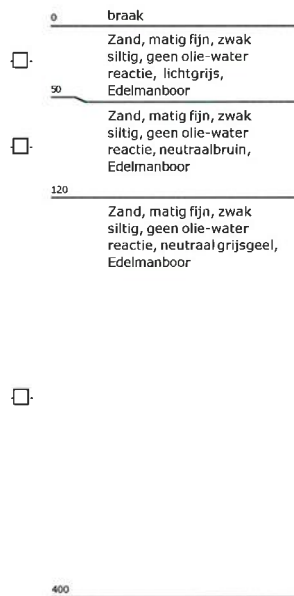 0 braak
Zand, matig fijn, zwak
siltig, geen olie-water
reactie, lichtgrijs,
50 Edelmanboor
Zand, matig fijn, zwak
siltig, geen olie-water
reactie, neutraalbruin,
Edelmanboor
120
Zand, matig fijn, zwak
siltig, geen olie-water
reactie, neutraal grijsgeel,
Edelmanboor
400